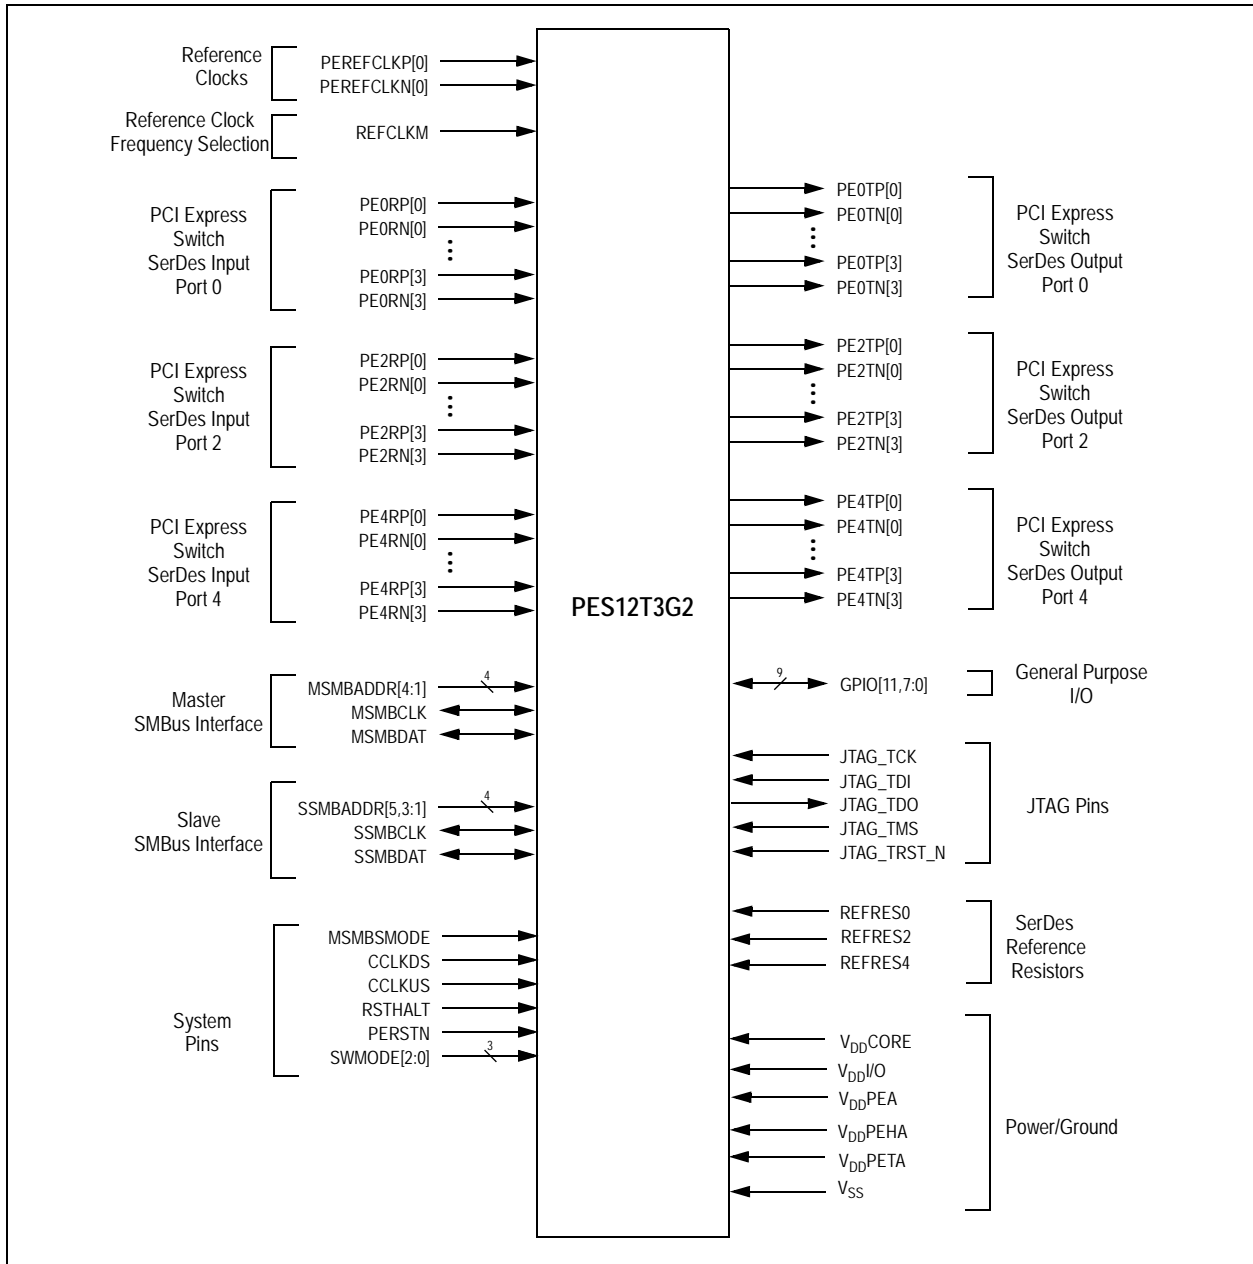 Reference
Clocks
PEREFCLKP[0]
PEREFCLKN[0]
Reference Clock
Frequency Selection
REFCLKM
PCI Express
Switch
SerDes Input
Port 0
PE0RP[0]
PE0RN[0]
PE0RP[3]
PE0RN[3]
PCI Express
Switch
SerDes Input
Port 2
PE2RP[0]
PE2RN[0]
PE2RP[3]
PE2RN[3]
PCI Express
Switch
SerDes Input
Port 4
PE4RP[0]
PE4RN[0]
PE4RP[3]
PE4RN[3]
Master
SMBus Interface
MSMBADDR[4:1]
4
MSMBCLK
MSMBDAT
Slave
SMBus Interface
SSMBADDR[5,3:1]
4
SSMBCLK
SSMBDAT
System
Pins
MSMBSMODE
CCLKDS
CCLKUS
RSTHALT
PERSTN
SWMODE[2:0]
3
PES12T3G2
PE0TP[0]
PE0TN[0]
PE0TP[3]
PE0TN[3]
PCI Express
Switch
SerDes Output
Port 0
PE2TP[0]
PE2TN[0]
PE2TP[3]
PE2TN[3]
PCI Express
Switch
SerDes Output
Port 2
PE4TP[0]
PE4TN[0]
PE4TP[3]
PE4TN[3]
PCI Express
Switch
SerDes Output
Port 4
9
GPIO[11,7:0]
General Purpose
I/O
JTAG_TCK
JTAG_TDI
JTAG_TDO
JTAG_TMS
JTAG_TRST_N
JTAG Pins
REFRES0
REFRES2
REFRES4
SerDes
Reference
Resistors
VDDCORE
VDDI/O
VDDPEA
VDDPEHA
VDDPETA
VSS
Power/Ground